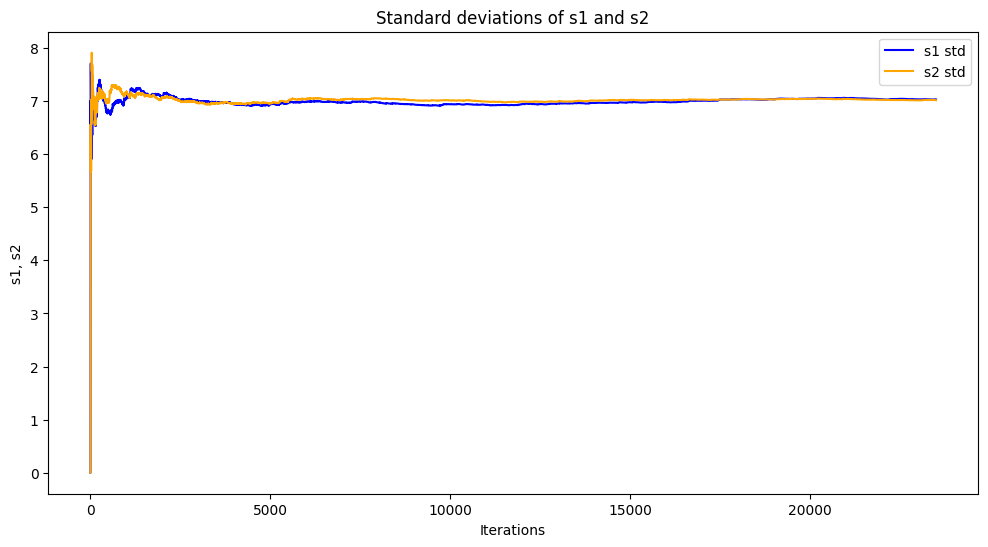 Standard deviations of s1 and s2
s1 std
s2 std
s1, s2
8
7
6
5
4
3
2
1
0
0
5000
10000
15000
20000
Iterations